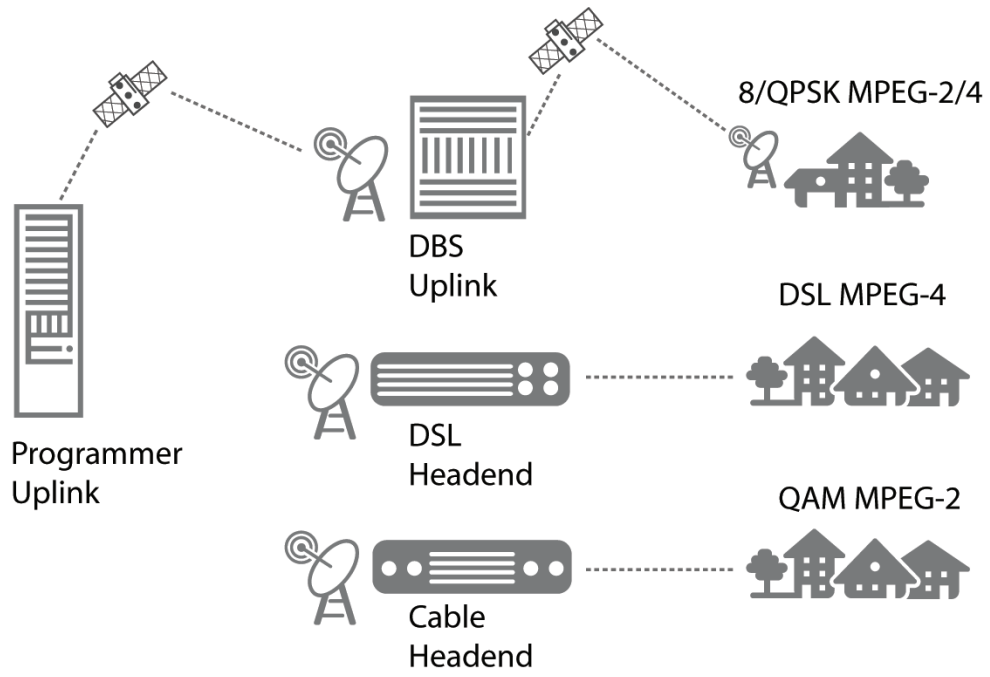 8/QPSK MPEG-2/4
DBS
Uplink
DSL MPEG-4
Programmer
Uplink
DSL
Headend
QAM MPEG-2
Cable
Headend